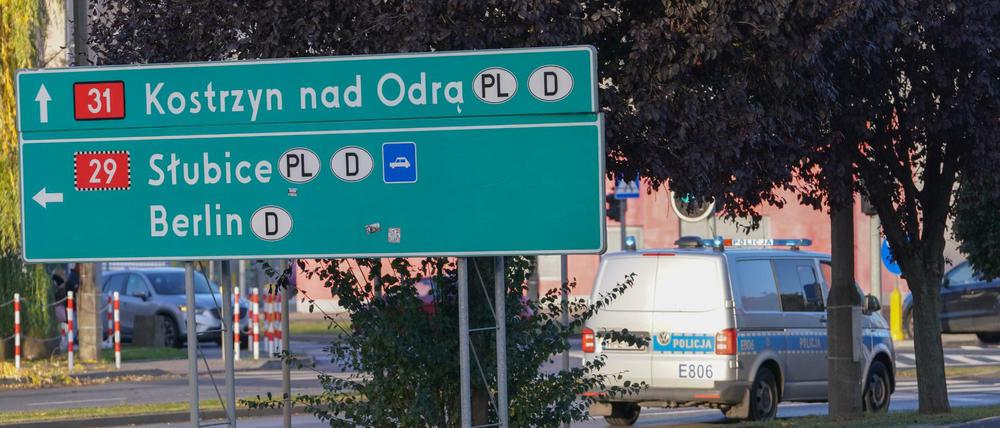 31 Kostrzyn nad Odrą PL D
29 Słubice PL D
Berlin D
POLICJA
POLICJA
E806